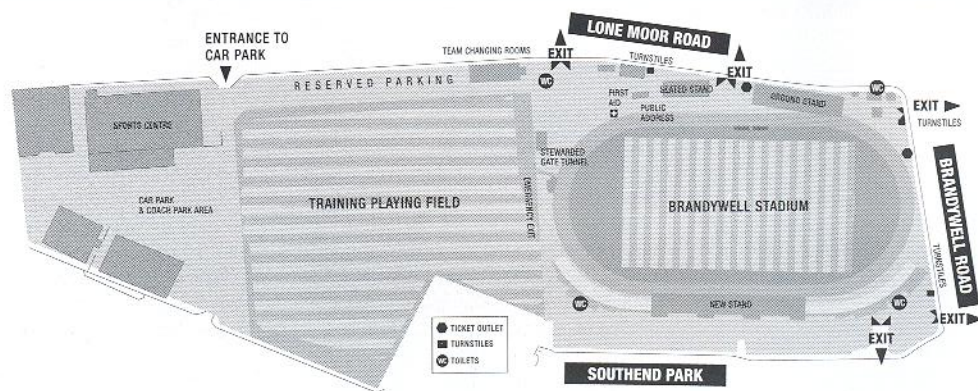 ENTRANCE TO
CAR PARK
TEAM CHANGING ROOMS
EXIT
LONE MOOR ROAD
TURNSTILES
EXIT
RESERVED PARKING
WC
FIRST
AID
SEATED STAND
PUBLIC
ADDRESS
GROUND STAND
WC
EXIT
TURNSTILES
SPORTS CENTRE
STEWARDED
GATE TUNNEL
CAR PARK
& COACH PARK AREA
TRAINING PLAYING FIELD
EMERGENCY EXIT
BRANDYWELL STADIUM
BRANDYWELL ROAD
TURNSTILES
WC
NEW STAND
WC
EXIT
EXIT
TICKET OUTLET
TURNSTILES
WC TOILETS
SOUTHEND PARK